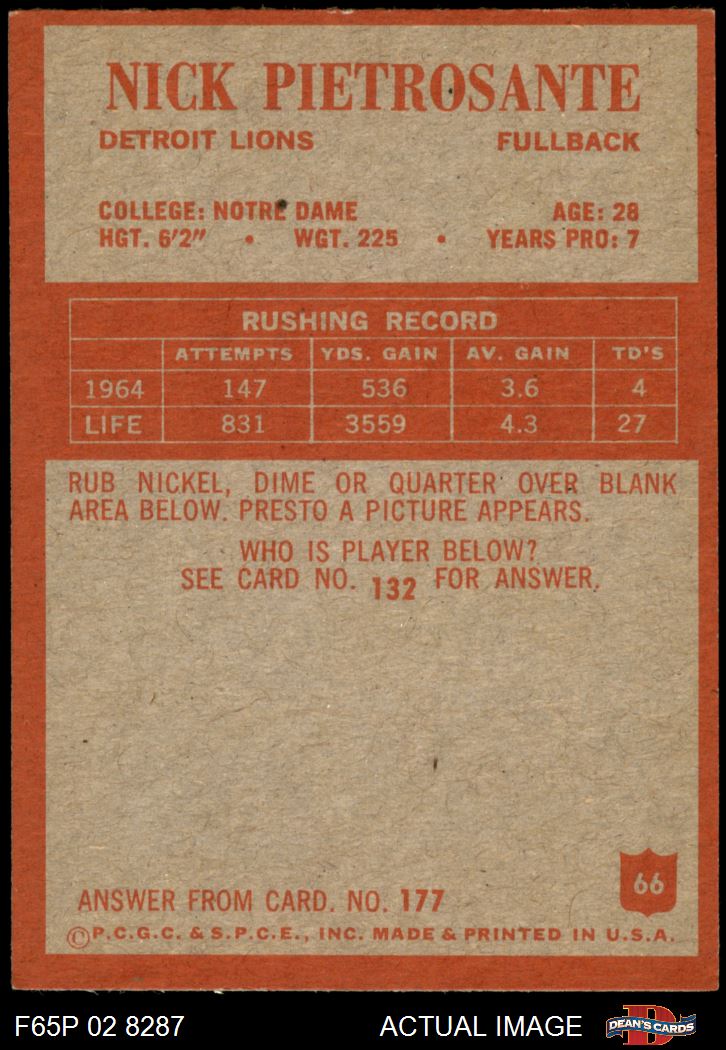 NICK PIETROSANTE
DETROIT LIONS FULLBACK
COLLEGE: NOTRE DAME AGE: 28
HGT. 6'2" • WGT. 225 • YEARS PRO: 7
RUSHING RECORD
ATTEMPTS YDS. GAIN AV. GAIN TD'S
1964 147 536 3.6 4
LIFE 831 3559 4.3 27
RUB NICKEL, DIME OR QUARTER OVER BLANK
AREA BELOW. PRESTO A PICTURE APPEARS.
WHO IS PLAYER BELOW?
SEE CARD NO. 132 FOR ANSWER.
66
ANSWER FROM CARD. NO. 177
©P.C.G.C. & S.P.C.E., INC. MADE & PRINTED IN U.S.A.
F65P 02 8287 ACTUAL IMAGE D DEAN'S CARDS